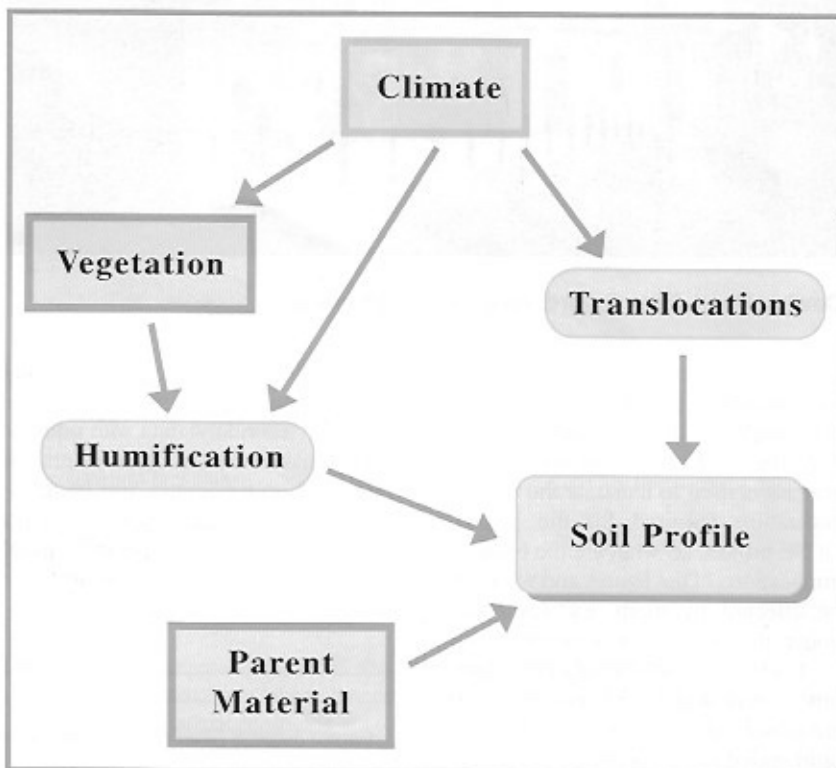 Climate
Vegetation
Translocations
Humification
Soil Profile
Parent
Material